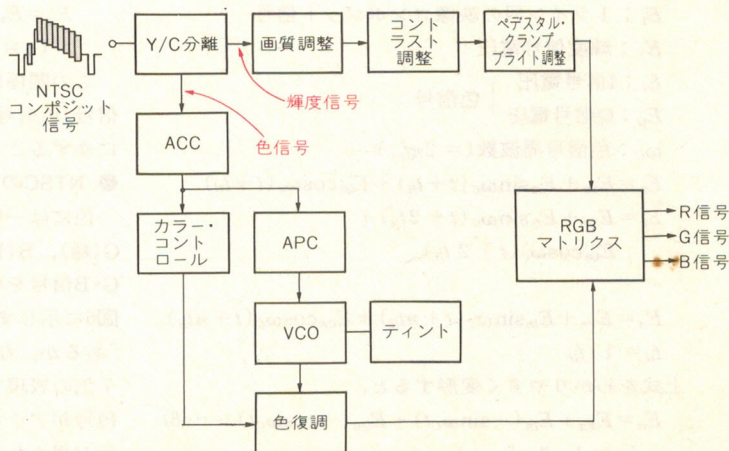 NTSC
コンポジット
信号
Y/C分離
画質調整
コント
ラスト
調整
ペデスタル・
クランプ
ブライト調整
輝度信号
色信号
ACC
カラー・
コント
ロール
APC
VCO
ティント
色復調
RGB
マトリクス
R信号
G信号
B信号